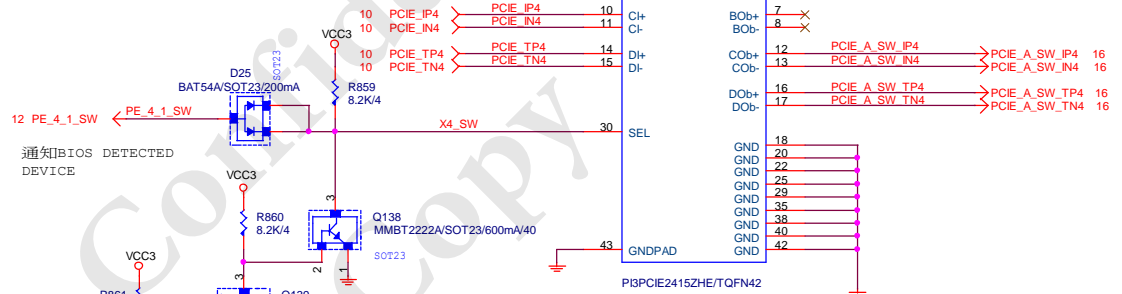 10 PCIE_IP4 PCIE_IP4 10 CI+ BOb+ 7
10 PCIE_IN4 PCIE_IN4 11 CI- BOb- 8
VCC3
10 PCIE_TP4 PCIE_TP4 14 DI+ COb+ 12 PCIE_A_SW_IP4 PCIE_A_SW_IP4 16
10 PCIE_TN4 PCIE_TN4 15 DI- COb- 13 PCIE_A_SW_IN4 PCIE_A_SW_IN4 16
D25 SOT23
BAT54A/SOT23/200mA
R859
8.2K/4
DOb+ 16 PCIE_A_SW_TP4 PCIE_A_SW_TP4 16
DOb- 17 PCIE_A_SW_TN4 PCIE_A_SW_TN4 16
12 PE_4_1_SW PE_4_1_SW
X4_SW 30 SEL
通知BIOS DETECTED
DEVICE
GND 18
GND 20
GND 22
GND 25
GND 29
GND 35
GND 38
GND 40
GND 42
VCC3
R860
8.2K/4
3
Q138
MMBT2222A/SOT23/600mA/40
SOT23
2 1
43 GNDPAD
VCC3
3
PI3PCIE2415ZHE/TQFN42
R861
Q139
Copy